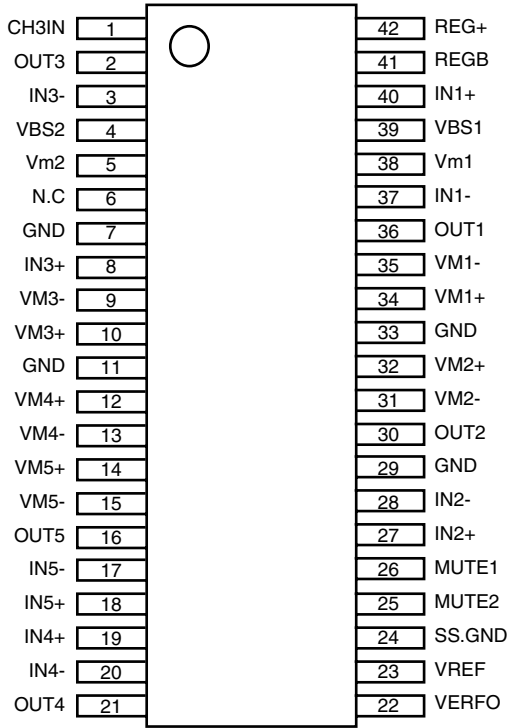 CH3IN 1 42 REG+
OUT3 2 41 REGB
IN3- 3 40 IN1+
VBS2 4 39 VBS1
Vm2 5 38 Vm1
N.C 6 37 IN1-
GND 7 36 OUT1
IN3+ 8 35 VM1-
VM3- 9 34 VM1+
VM3+ 10 33 GND
GND 11 32 VM2+
VM4+ 12 31 VM2-
VM4- 13 30 OUT2
VM5+ 14 29 GND
VM5- 15 28 IN2-
OUT5 16 27 IN2+
IN5- 17 26 MUTE1
IN5+ 18 25 MUTE2
IN4+ 19 24 SS.GND
IN4- 20 23 VREF
OUT4 21 22 VERFO